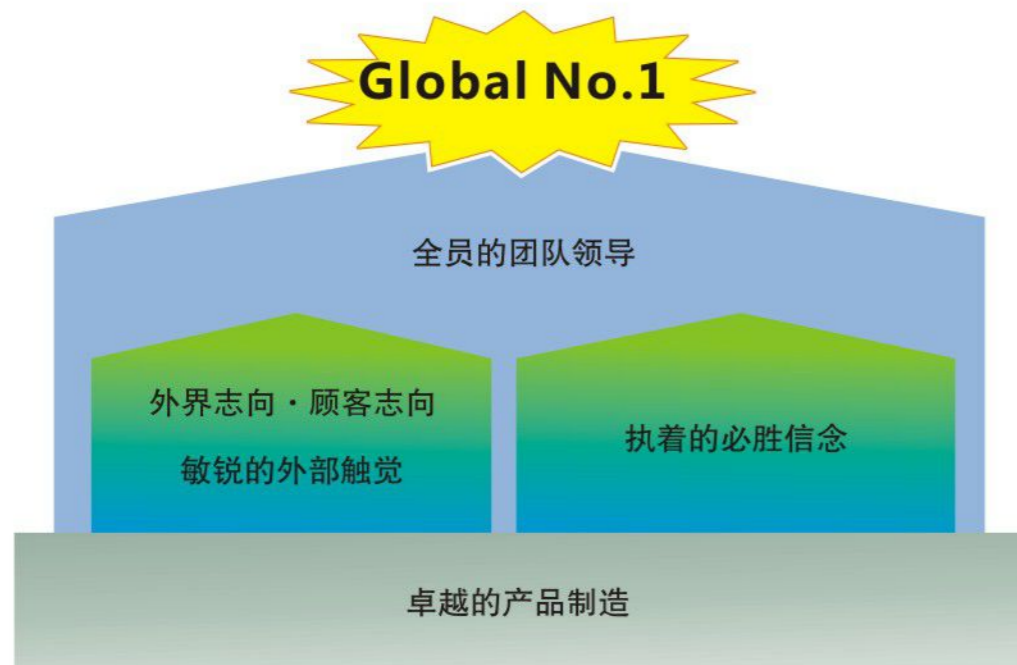 Global No.1
全员的团队领导
外界志向·顾客志向
敏锐的外部触觉
执着的必胜信念
卓越的产品制造